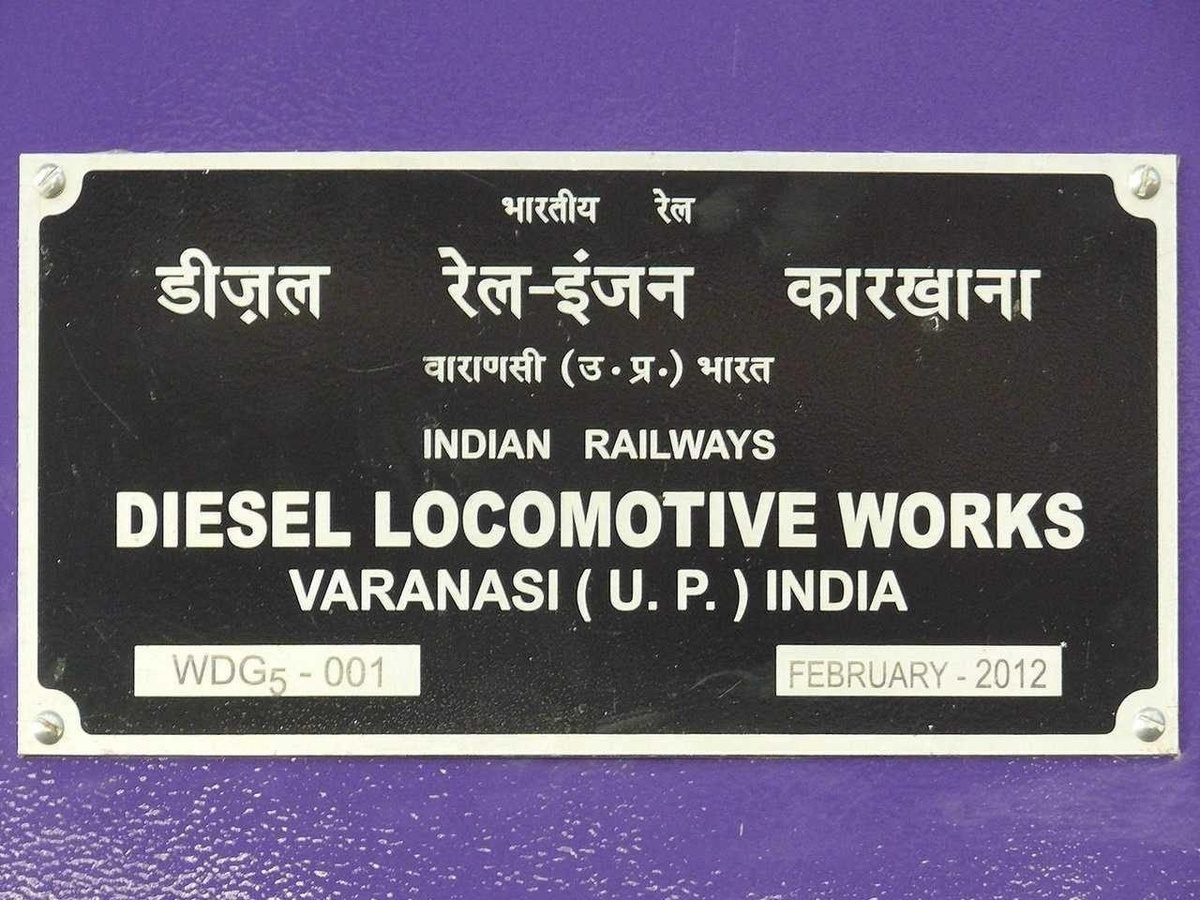 भारतीय रेल
डीज़ल रेल-इंजन कारखाना
वाराणसी (उ.प्र.) भारत
INDIAN RAILWAYS
DIESEL LOCOMOTIVE WORKS
VARANASI ( U. P. ) INDIA
WDG5 - 001 FEBRUARY - 2012